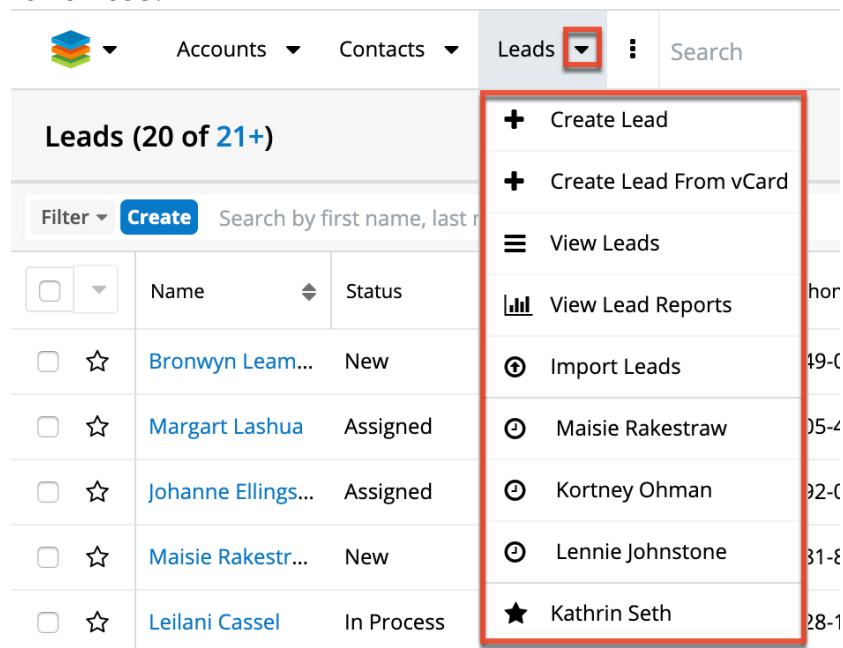 Accounts Contacts Leads Search
Leads (20 of 21+)
Create Lead
Create Lead From vCard
Filter Create Search by first name, last
View Leads
Name Status
View Lead Reports
Bronwyn Leam... New
Import Leads
Margart Lashua Assigned
Maisie Rakestraw
Johanne Ellings... Assigned
Kortney Ohman
Maisie Rakestr... New
Lennie Johnstone
Leilani Cassel In Process
Kathrin Seth